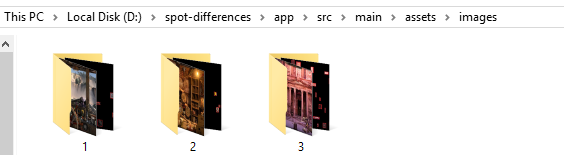 This PC > Local Disk (D:) > spot-differences > app > src > main > assets > images
1 2 3